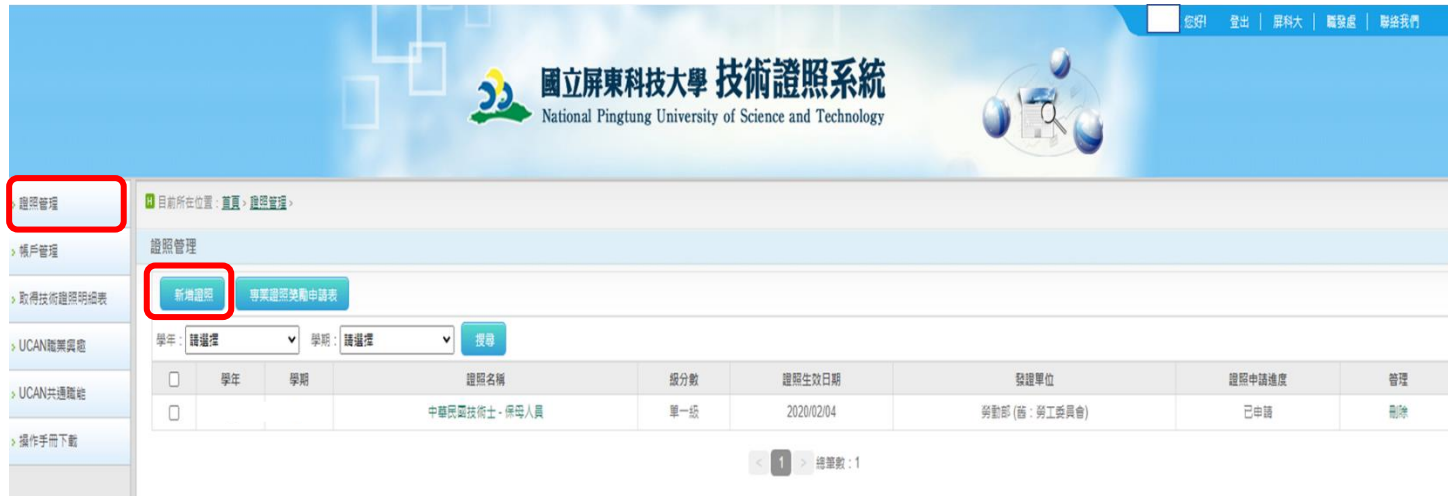 您好! 登出 | 屏科大 | 職發處 | 聯絡我們
國立屏東科技大學 技術證照系統
National Pingtung University of Science and Technology
> 證照管理
> 帳戶管理
> 取得技術證照明細表
> UCAN職業興趣
> UCAN共通職能
> 操作手冊下載
H 目前所在位置 : 首頁 > 證照管理 >
證照管理
新增證照 專業證照獎勵申請表
學年 : 請選擇 學期 : 請選擇 搜尋
學年 學期 證照名稱 級分數 證照生效日期 發證單位 證照申請進度 管理
中華民國技術士 - 保母人員 單一級 2020/02/04 勞動部 (舊 : 勞工委員會) 已申請 刪除
< 1 > 總筆數 : 1